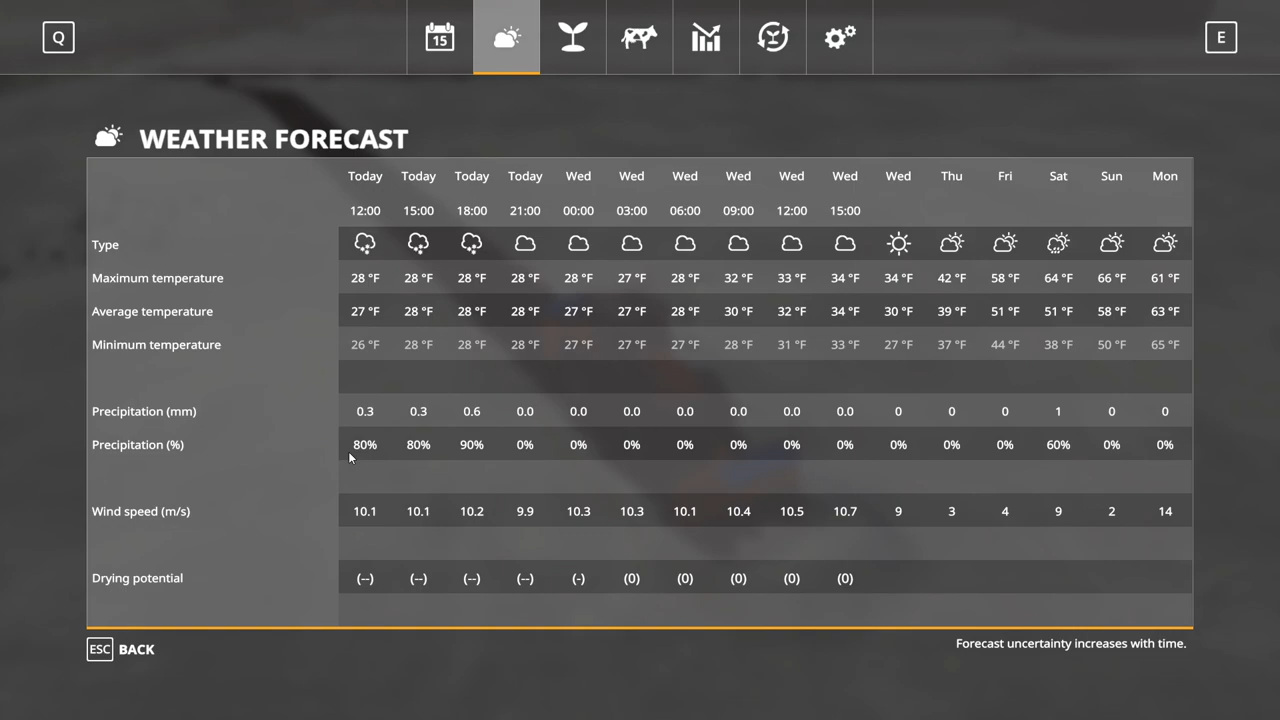 Q 15 E
WEATHER FORECAST
Today Today Today Today Wed Wed Wed Wed Wed Wed Wed Thu Fri Sat Sun Mon
12:00 15:00 18:00 21:00 00:00 03:00 06:00 09:00 12:00 15:00
Type
Maximum temperature 28 °F 28 °F 28 °F 28 °F 28 °F 27 °F 28 °F 32 °F 33 °F 34 °F 34 °F 42 °F 58 °F 64 °F 66 °F 61 °F
Average temperature 27 °F 28 °F 28 °F 28 °F 27 °F 27 °F 28 °F 30 °F 32 °F 34 °F 30 °F 39 °F 51 °F 51 °F 58 °F 63 °F
Minimum temperature 26 °F 28 °F 28 °F 28 °F 27 °F 27 °F 27 °F 28 °F 31 °F 33 °F 27 °F 37 °F 44 °F 38 °F 50 °F 65 °F
Precipitation (mm) 0.3 0.3 0.6 0.0 0.0 0.0 0.0 0.0 0.0 0.0 0 0 0 1 0 0
Precipitation (%) 80% 80% 90% 0% 0% 0% 0% 0% 0% 0% 0% 0% 0% 60% 0% 0%
Wind speed (m/s) 10.1 10.1 10.2 9.9 10.3 10.3 10.1 10.4 10.5 10.7 9 3 4 9 2 14
Drying potential (--) (--) (--) (--) (-) (0) (0) (0) (0) (0)
ESC BACK Forecast uncertainty increases with time.